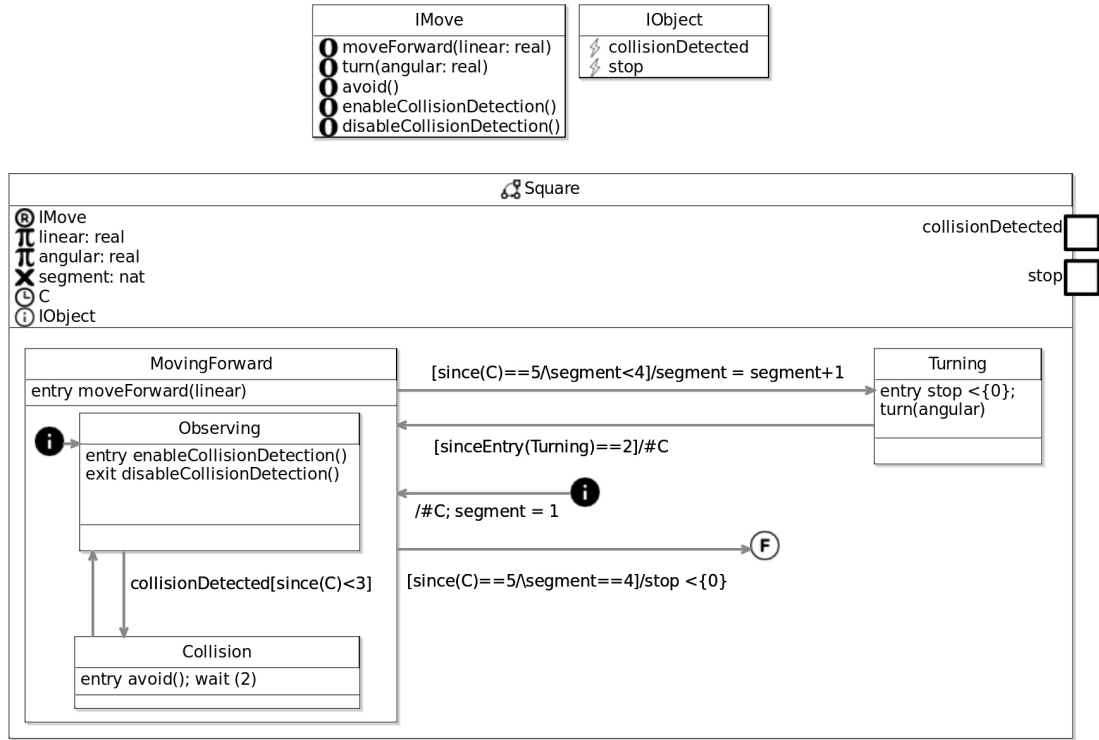 IMove
moveForward(linear: real)
turn(angular: real)
avoid()
enableCollisionDetection()
disableCollisionDetection()
IObject
collisionDetected
stop
Square
IMove
linear: real
angular: real
segment: nat
C
IObject
collisionDetected
stop
MovingForward
entry moveForward(linear)
i
Observing
entry enableCollisionDetection()
exit disableCollisionDetection()
collisionDetected[since(C)<3]
Collision
entry avoid(); wait (2)
[since(C)==5/\segment<4]/segment = segment+1
Turning
entry stop <{0};
turn(angular)
[sinceEntry(Turning)==2]/#C
i
/#C; segment = 1
F
[since(C)==5/\segment==4]/stop <{0}